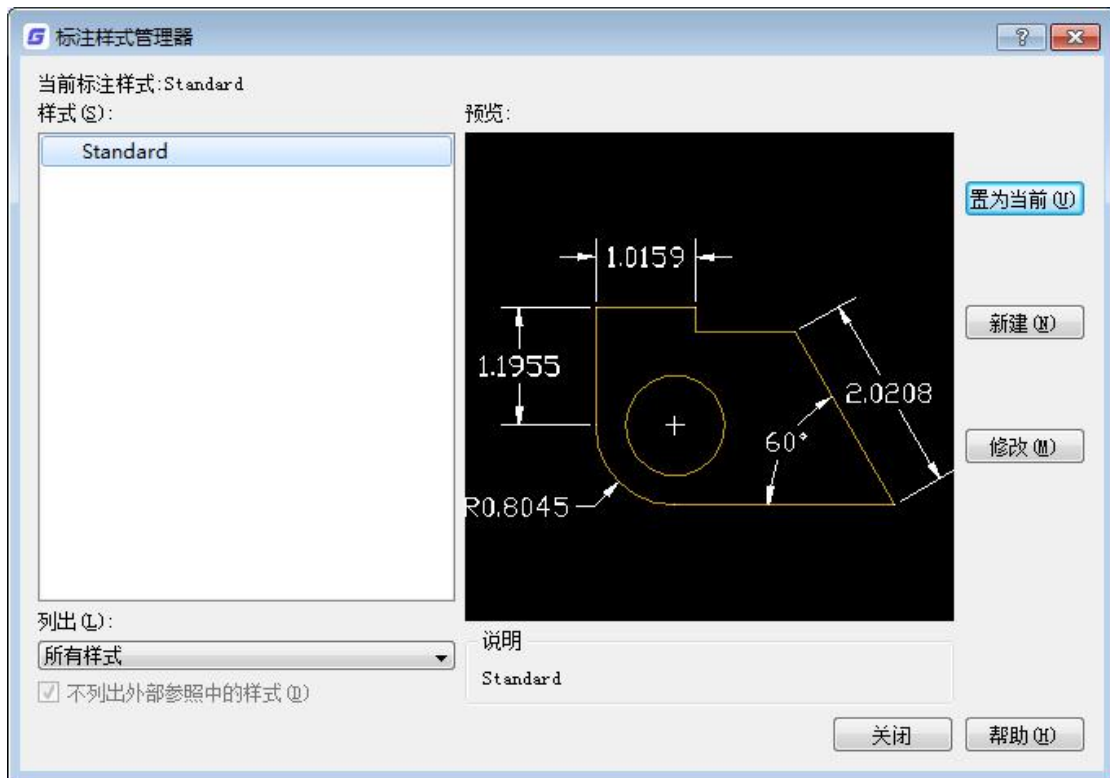 标注样式管理器
当前标注样式:Standard
样式(S):
预览:
Standard
置为当前(U)
1.0159
新建(N)
1.1955
2.0208
60°
修改(M)
R0.8045
列出(L):
所有样式
说明
不列出外部参照中的样式(D)
Standard
关闭
帮助(H)